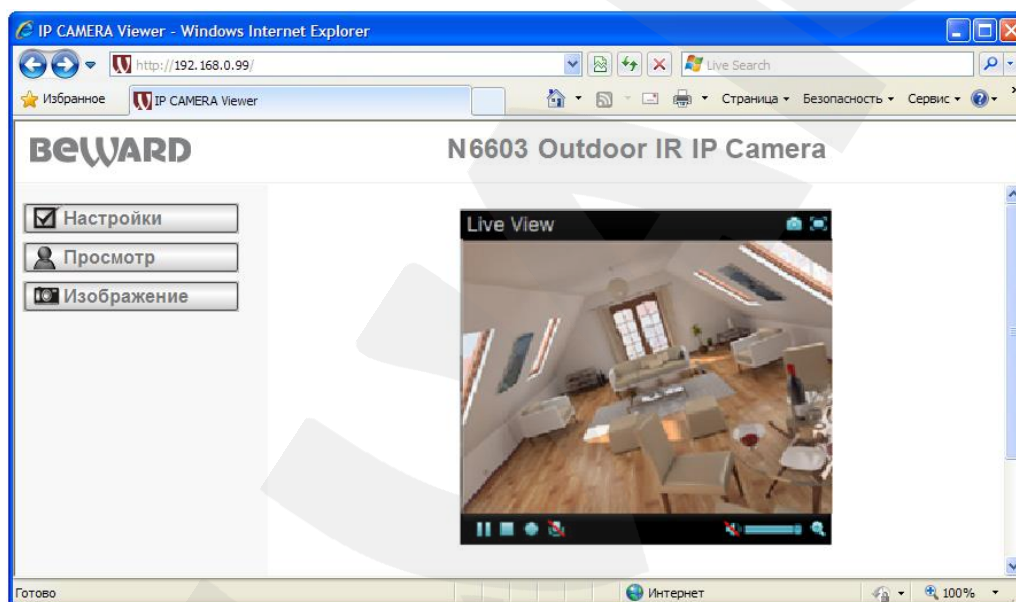 IP CAMERA Viewer - Windows Internet Explorer
http://192.168.0.99/
Live Search
Избранное
IP CAMERA Viewer
Страница
Безопасность
Сервис
BEWARD
N6603 Outdoor IR IP Camera
Настройки
Просмотр
Изображение
Live View
Готово
Интернет
100%